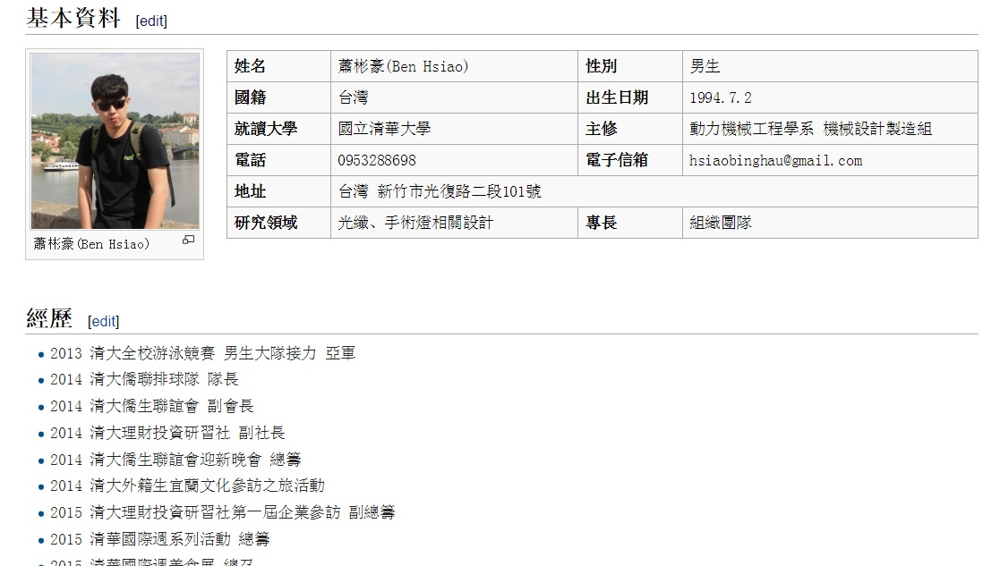 基本資料 [edit]
姓名 蕭彬豪(Ben Hsiao) 性別 男生
國籍 台灣 出生日期 1994.7.2
就讀大學 國立清華大學 主修 動力機械工程學系 機械設計製造組
電話 0953288698 電子信箱 hsiaobinghau@gmail.com
地址 台灣 新竹市光復路二段101號
研究領域 光纖、手術燈相關設計 專長 組織團隊
蕭彬豪(Ben Hsiao)
經歷 [edit]
2013 清大全校游泳競賽 男生大隊接力 亞軍
2014 清大僑聯排球隊 隊長
2014 清大僑生聯誼會 副會長
2014 清大理財投資研習社 副社長
2014 清大僑生聯誼會迎新晚會 總籌
2014 清大外籍生宜蘭文化參訪之旅活動
2015 清大理財投資研習社第一屆企業參訪 副總籌
2015 清華國際週系列活動 總籌
2015 清華國際週美食展 總召